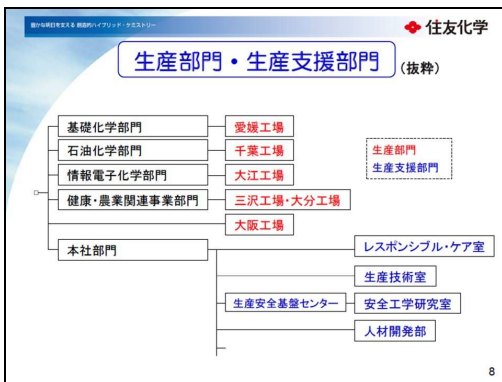 豊かな明日を支える 創造的ハイブリッド・ケミストリー
住友化学
生産部門・生産支援部門 (抜粋)
基礎化学部門 愛媛工場
石油化学部門 千葉工場
情報電子化学部門 大江工場
健康・農業関連事業部門 三沢工場・大分工場
大阪工場
生産部門
生産支援部門
本社部門
レスポンシブル・ケア室
生産技術室
生産安全基盤センター 安全工学研究室
人材開発部
8